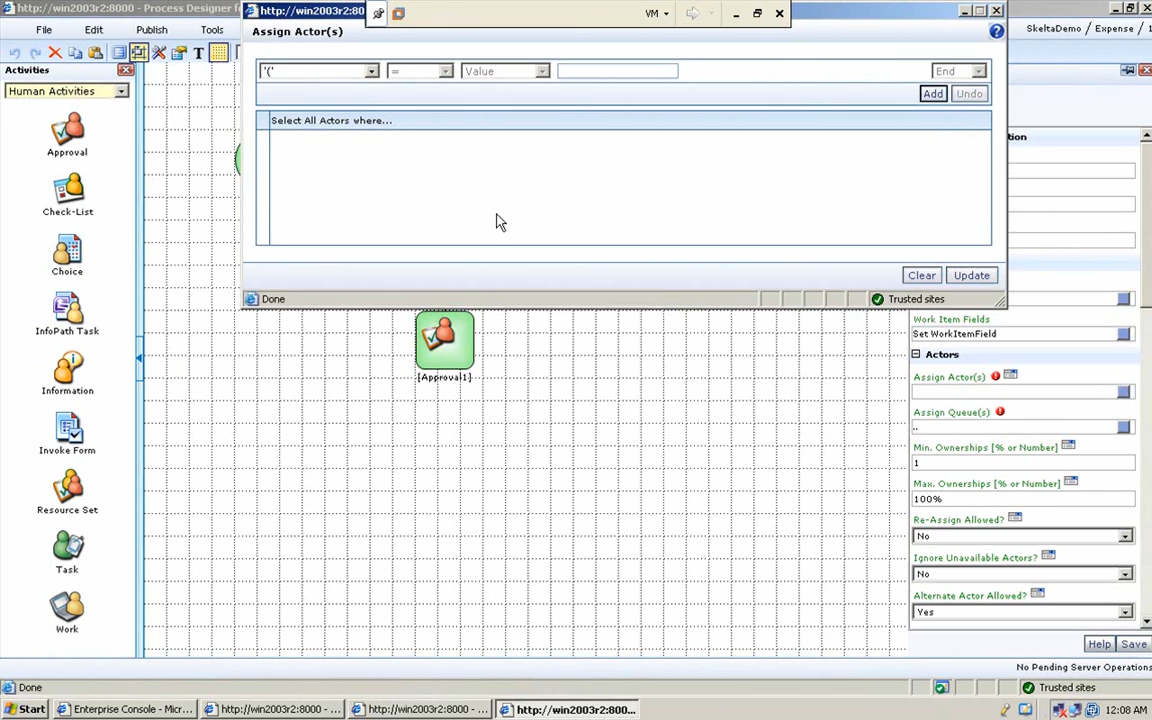 http://win2003r2:8000 - Process Designer for
http://win2003r2:80
VM
File Edit Publish Tools
Assign Actor(s)
SkeltaDemo / Expense / 1
Activities
Human Activities
Approval
Check-List
Choice
InfoPath Task
Information
Invoke Form
Resource Set
Task
Work
'('
=
Value
End
Add Undo
Select All Actors where...
Clear Update
Done Trusted sites
[Approval1]
Work Item Fields
Set WorkItemField
Actors
Assign Actor(s)
Assign Queue(s)
..
Min. Ownerships [% or Number]
1
Max. Ownerships [% or Number]
100%
Re-Assign Allowed?
No
Ignore Unavailable Actors?
No
Alternate Actor Allowed?
Yes
Help Save
No Pending Server Operations
Done Trusted sites
Start Enterprise Console - Mic... http://win2003r2:8000 - ... http://win2003r2:8000 - ... http://win2003r2:800... 12:08 AM